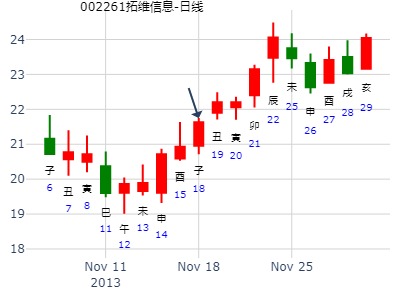 002261拓维信息-日线
24
23
22
21
20
19
18
子
6
丑
7
寅
8
巳
11
午
12
未
13
申
14
酉
15
子
18
丑
19
寅
20
卯
21
辰
22
未
25
申
26
酉
27
戌
28
亥
29
Nov 11
2013
Nov 18
Nov 25